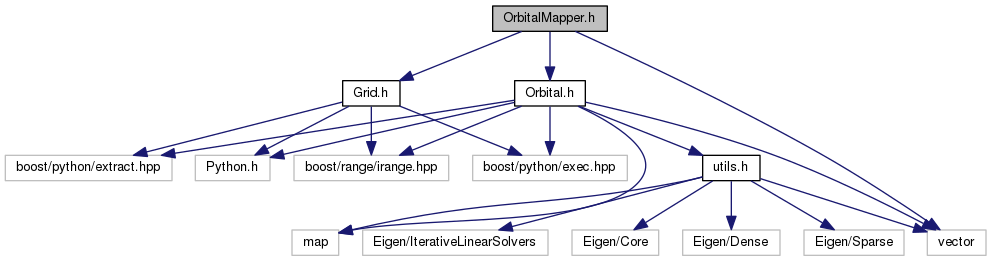 OrbitalMapper.h
Grid.h
Orbital.h
boost/python/extract.hpp
Python.h
boost/range/irange.hpp
boost/python/exec.hpp
utils.h
map
Eigen/IterativeLinearSolvers
Eigen/Core
Eigen/Dense
Eigen/Sparse
vector